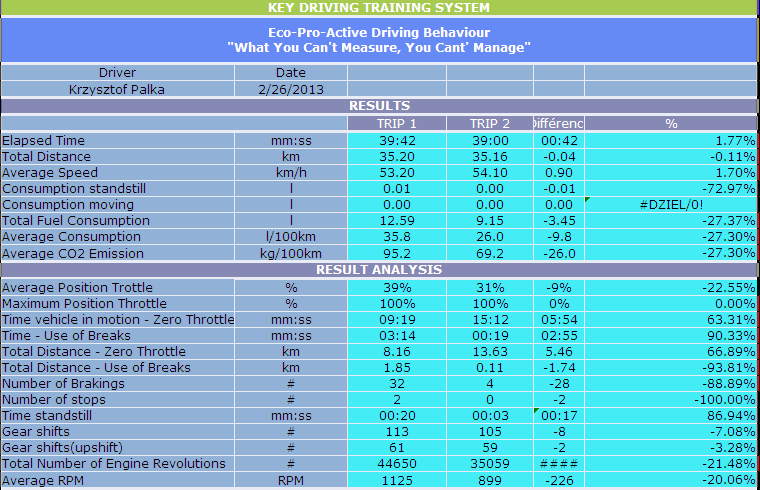 KEY DRIVING TRAINING SYSTEM
Eco-Pro-Active Driving Behaviour
"What You Can't Measure, You Cant' Manage"
Driver Date
Krzysztof Palka 2/26/2013
RESULTS
TRIP 1 TRIP 2 Différenc %
Elapsed Time mm:ss 39:42 39:00 00:42 1.77%
Total Distance km 35.20 35.16 -0.04 -0.11%
Average Speed km/h 53.20 54.10 0.90 1.70%
Consumption standstill l 0.01 0.00 -0.01 -72.97%
Consumption moving l 0.00 0.00 0.00 #DZIEL/0!
Total Fuel Consumption l 12.59 9.15 -3.45 -27.37%
Average Consumption l/100km 35.8 26.0 -9.8 -27.30%
Average CO2 Emission kg/100km 95.2 69.2 -26.0 -27.30%
RESULT ANALYSIS
Average Position Trottle % 39% 31% -9% -22.55%
Maximum Position Throttle % 100% 100% 0% 0.00%
Time vehicle in motion - Zero Throttle mm:ss 09:19 15:12 05:54 63.31%
Time - Use of Breaks mm:ss 03:14 00:19 02:55 90.33%
Total Distance - Zero Throttle km 8.16 13.63 5.46 66.89%
Total Distance - Use of Breaks km 1.85 0.11 -1.74 -93.81%
Number of Brakings # 32 4 -28 -88.89%
Number of stops # 2 0 -2 -100.00%
Time standstill mm:ss 00:20 00:03 00:17 86.94%
Gear shifts # 113 105 -8 -7.08%
Gear shifts(upshift) # 61 59 -2 -3.28%
Total Number of Engine Revolutions # 44650 35059 #### -21.48%
Average RPM RPM 1125 899 -226 -20.06%